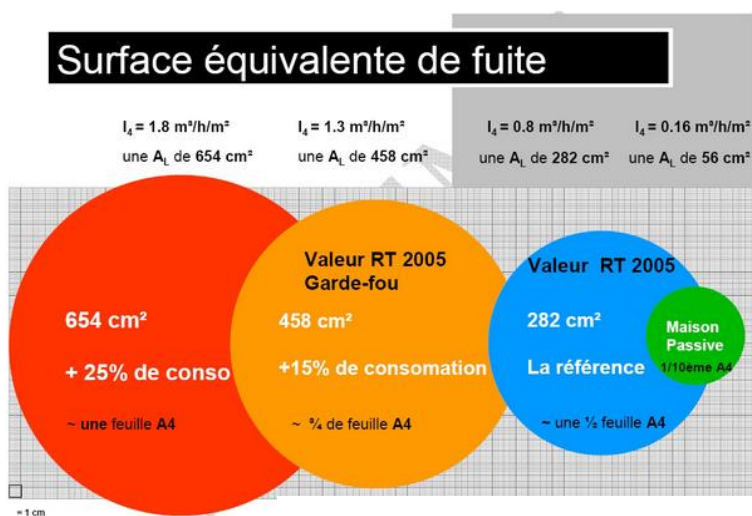 Surface équivalente de fuite
I₄ = 1.8 m³/h/m²
une A_L de 654 cm²
I₄ = 1.3 m³/h/m²
une A_L de 458 cm²
I₄ = 0.8 m³/h/m²
une A_L de 282 cm²
I₄ = 0.16 m³/h/m²
une A_L de 56 cm²
654 cm²
+ 25% de conso
~ une feuille A4
Valeur RT 2005
Garde-fou
458 cm²
+15% de consomation
~ ¾ de feuille A4
Valeur RT 2005
282 cm²
La référence
~ une ½ feuille A4
Maison
Passive
1/10ème A4
= 1 cm